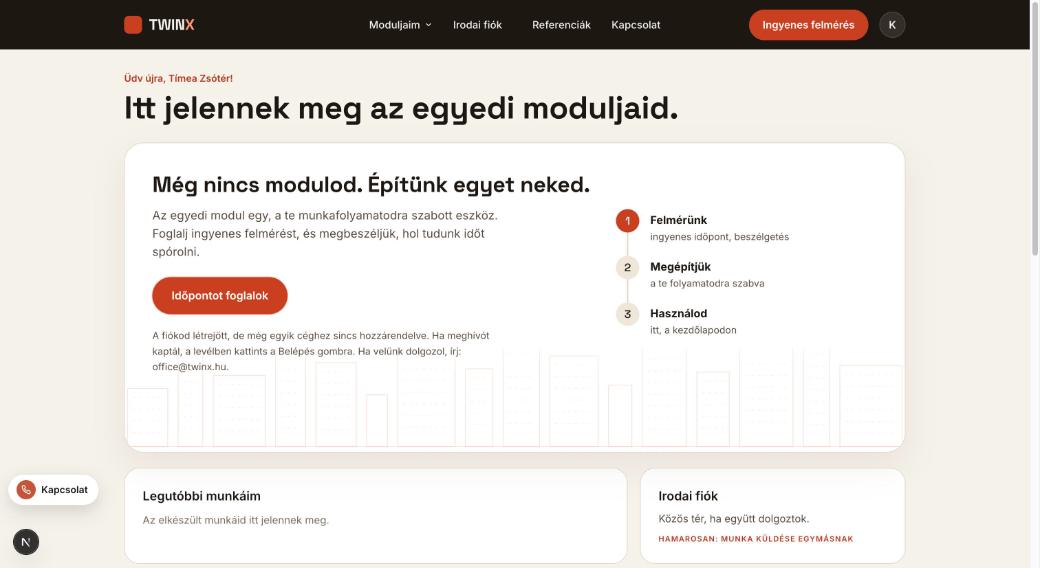 TWINX
Moduljaim
Irodai fiók
Referenciák
Kapcsolat
Ingyenes felmérés
K
Üdv újra, Tímea Zsótér!
Itt jelennek meg az egyedi moduljaid.
Még nincs modulod. Építünk egyet neked.
Az egyedi modul egy, a te munkafolyamatodra szabott eszköz.
Foglalj ingyenes felmérést, és megbeszéljük, hol tudunk időt
spórolni.
Időpontot foglalok
A fiókod létrejött, de még egyik céghez sincs hozzárendelve. Ha meghívót
kaptál, a levélben kattints a Belépés gombra. Ha velünk dolgozol, írj:
office@twinx.hu.
1
Felmérünk
ingyenes időpont, beszélgetés
2
Megépítjük
a te folyamatodra szabva
3
Használod
itt, a kezdőlapodon
Kapcsolat
N
Legutóbbi munkáim
Az elkészült munkáid itt jelennek meg.
Irodai fiók
Közös tér, ha együtt dolgoztok.
HAMAROSAN: MUNKA KÜLDÉSE EGYMÁSNAK